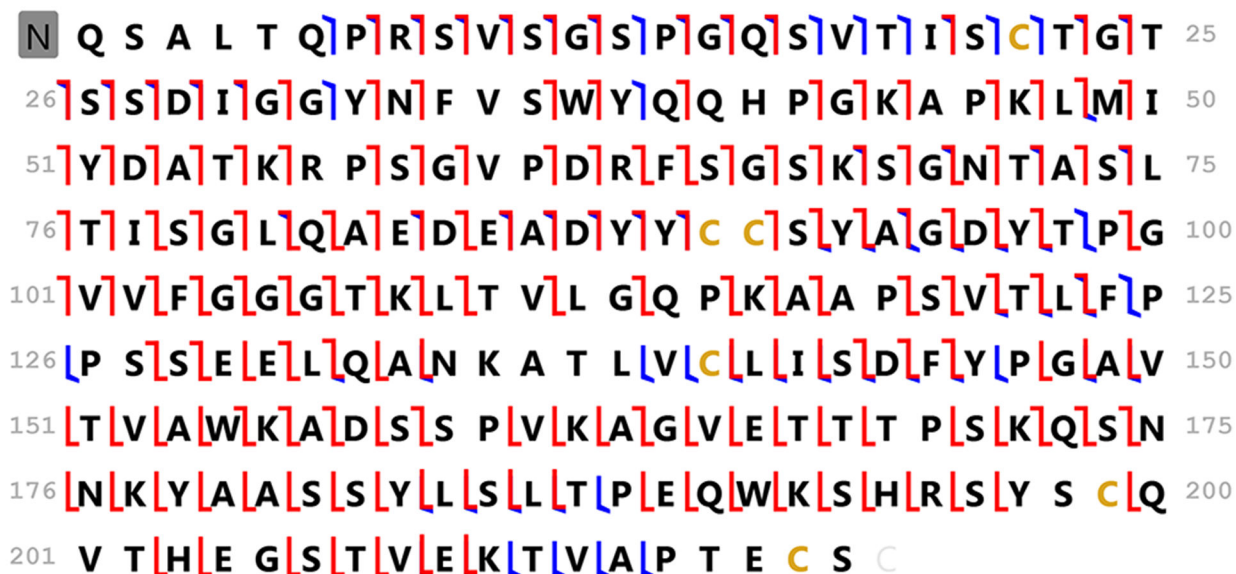 N Q S A L T Q P R S V S G S P G Q S V T I S C T G T 25
26 S S D I G G Y N F V S W Y Q Q H P G K A P K L M I 50
51 Y D A T K R P S G V P D R F S G S K S G N T A S L 75
76 T I S G L Q A E D E A D Y Y C C S Y A G D Y T P G 100
101 V V F G G G T K L T V L G Q P K A A P S V T L F P 125
126 P S S E E L Q A N K A T L V C L I S D F Y P G A V 150
151 T V A W K A D S S P V K A G V E T T T P S K Q S N 175
176 N K Y A A S S Y L S L T P E Q W K S H R S Y S C Q 200
201 V T H E G S T V E K T V A P T E C S C